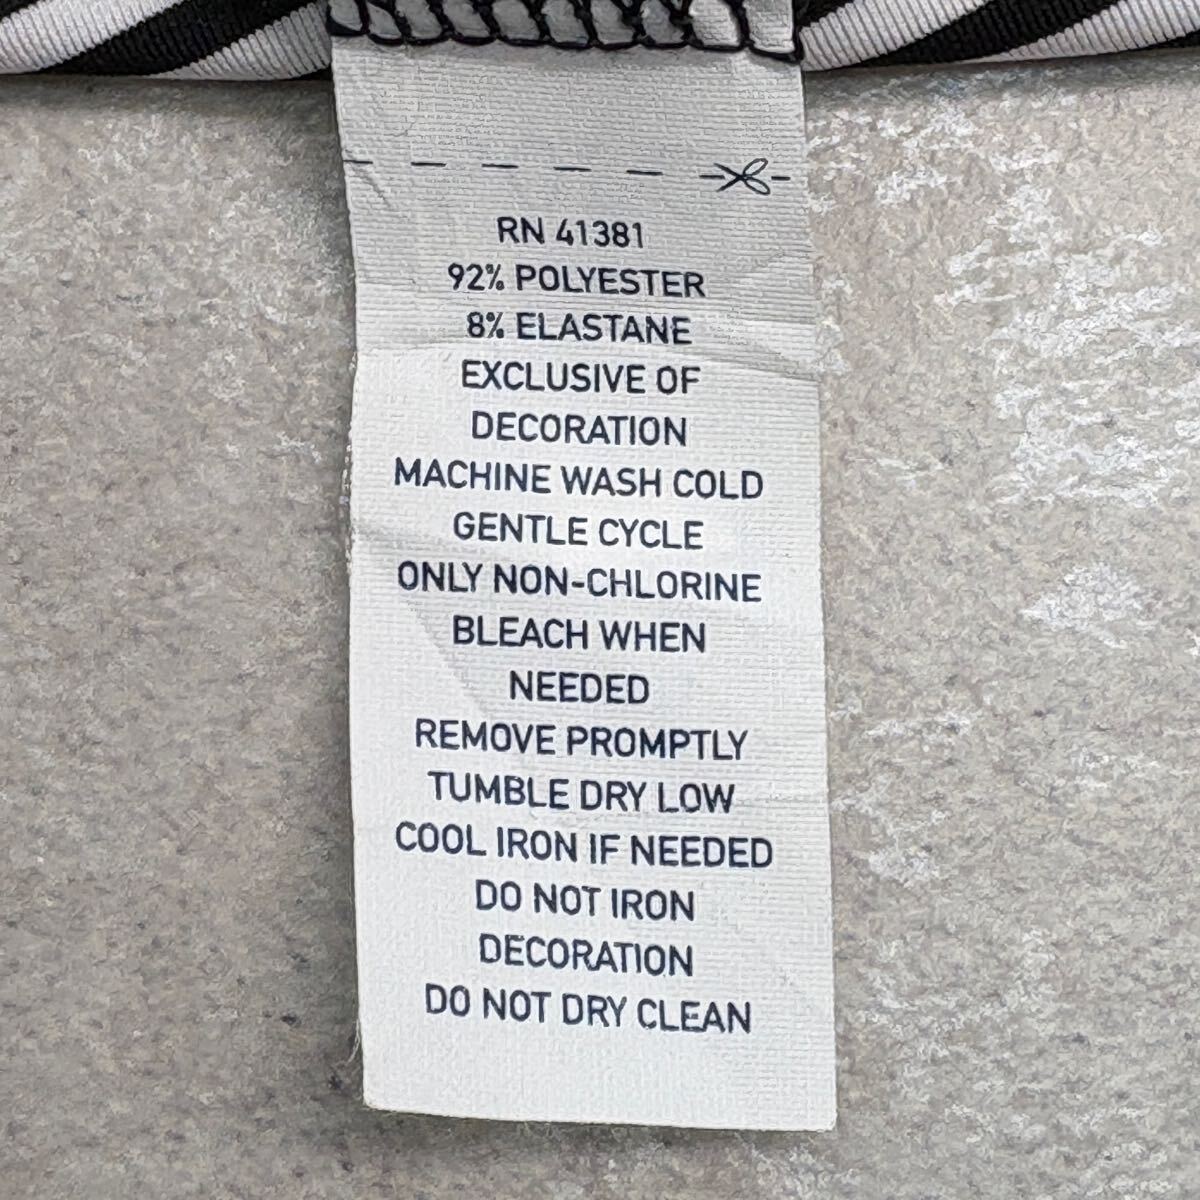 RN 41381
92% POLYESTER
8% ELASTANE
EXCLUSIVE OF
DECORATION
MACHINE WASH COLD
GENTLE CYCLE
ONLY NON-CHLORINE
BLEACH WHEN
NEEDED
REMOVE PROMPTLY
TUMBLE DRY LOW
COOL IRON IF NEEDED
DO NOT IRON
DECORATION
DO NOT DRY CLEAN